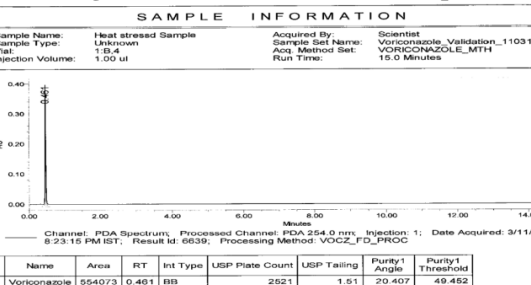 SAMPLE INFORMATION
Sample Name: Heat stressd Sample Acquired By: Scientist
Sample Type: Unknown Sample Set Name: Voriconazole_Validation_11031
Vial: 1:B,4 Acq. Method Set: VORICONAZOLE_MTH
Injection Volume: 1.00 ul Run Time: 15.0 Minutes
0.40
0.461
0.30
0.20
0.10
0.00
0.00 2.00 4.00 6.00 8.00 10.00 12.00 14.0
Minutes
Channel: PDA Spectrum; Processed Channel: PDA 254.0 nm; Injection: 1; Date Acquired: 3/11/
8:23:15 PM IST; Result Id: 6639; Processing Method: VOCZ_FD_PROC
Name Area RT Int Type USP Plate Count USP Tailing Purity1 Angle Purity1 Threshold
Voriconazole 554073 0.461 BB 2521 1.51 20.407 49.452